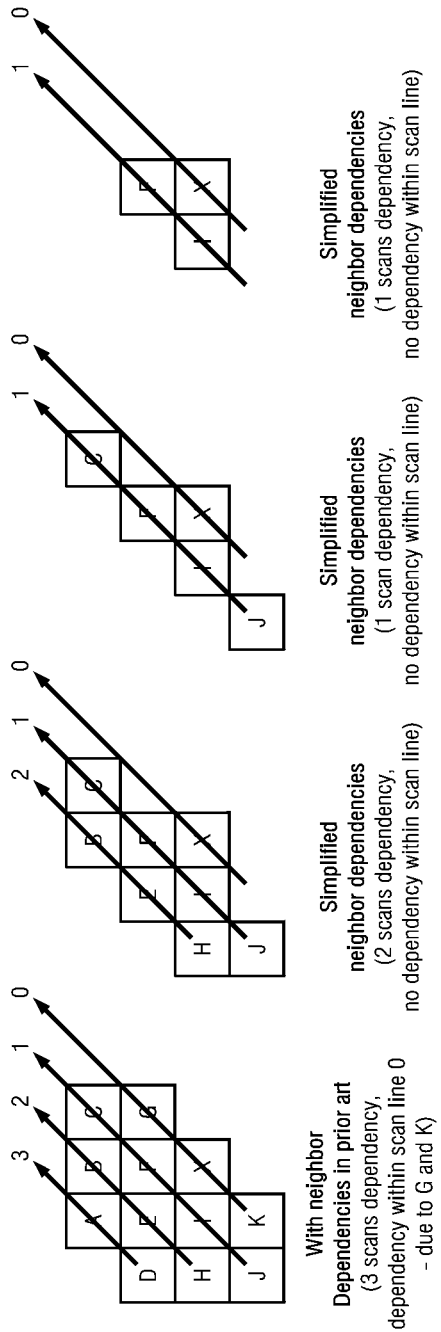 3 2 1 0
A B C
D E F G
H I X
J K
With neighbor
Dependencies in prior art
(3 scans dependency,
dependency within scan line 0
- due to G and K)
2 1 0
B C
E F
H I X
J
Simplified
neighbor dependencies
(2 scans dependency,
no dependency within scan line)
1 0
C
F
I X
J
Simplified
neighbor dependencies
(1 scan dependency,
no dependency within scan line)
1 0
F
I X
Simplified
neighbor dependencies
(1 scans dependency,
no dependency within scan line)